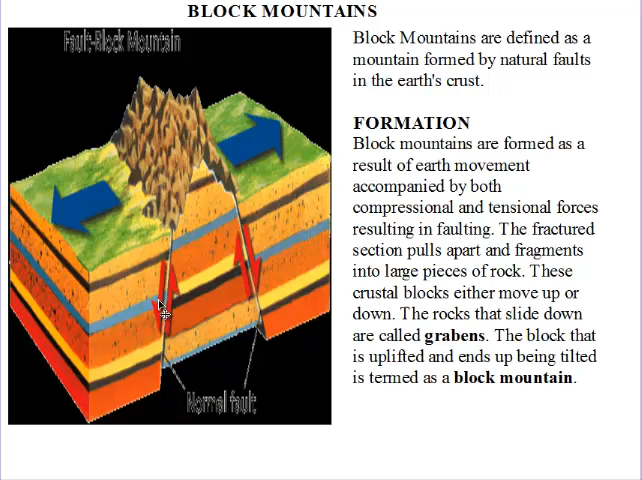 BLOCK MOUNTAINS
Fault-Block Mountain
Block Mountains are defined as a
mountain formed by natural faults
in the earth's crust.
FORMATION
Block mountains are formed as a
result of earth movement
accompanied by both
compressional and tensional forces
resulting in faulting. The fractured
section pulls apart and fragments
into large pieces of rock. These
crustal blocks either move up or
down. The rocks that slide down
are called grabens. The block that
is uplifted and ends up being tilted
is termed as a block mountain.
Normal fault